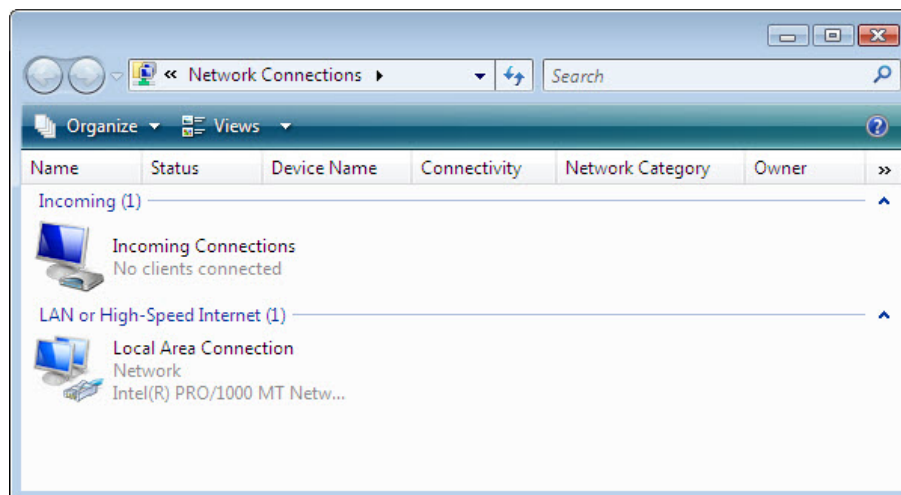 « Network Connections
Search
Organize Views
Name Status Device Name Connectivity Network Category Owner »
Incoming (1)
Incoming Connections
No clients connected
LAN or High-Speed Internet (1)
Local Area Connection
Network
Intel(R) PRO/1000 MT Netw...